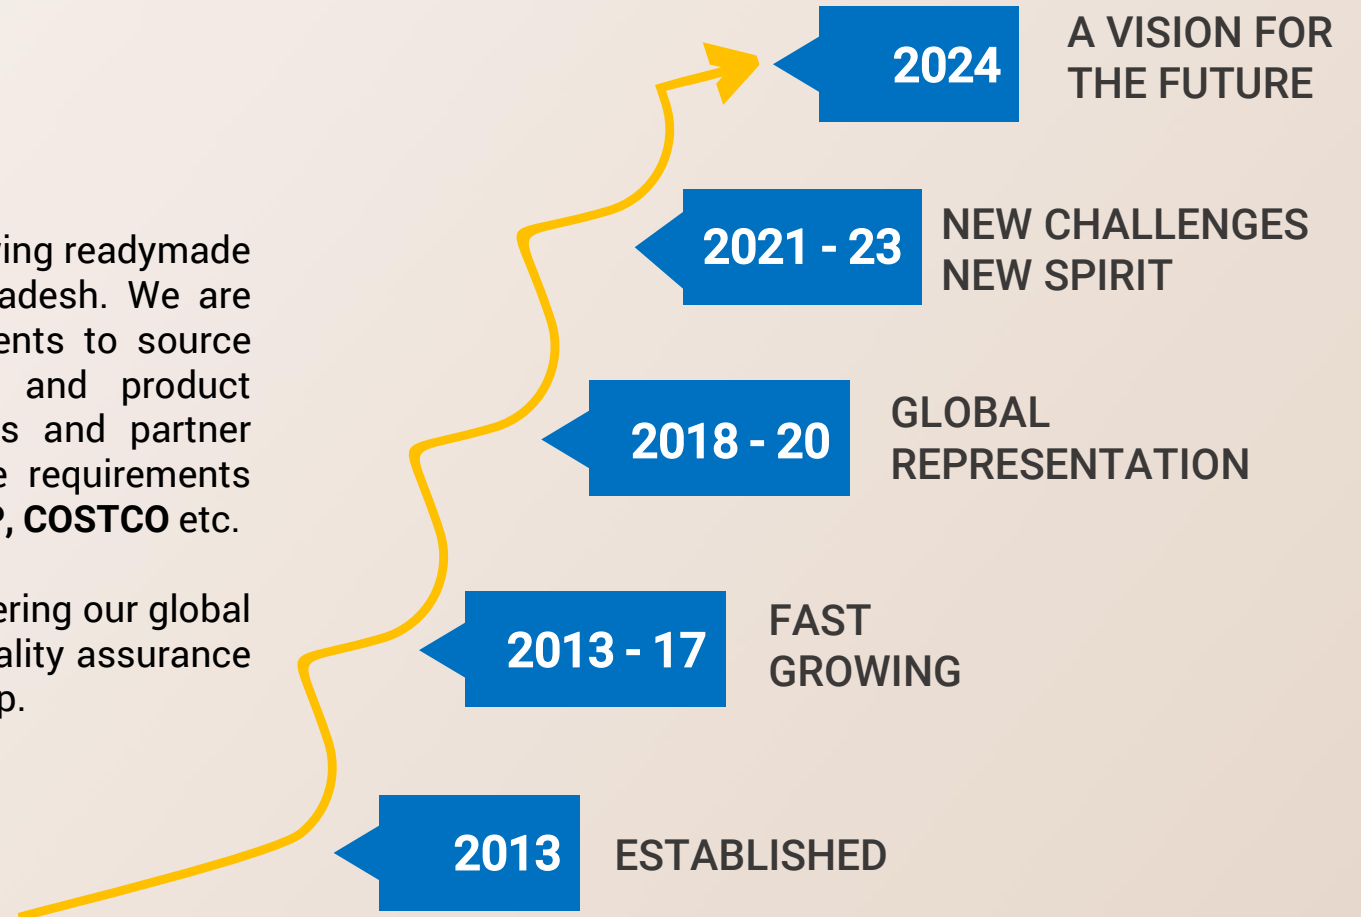 ing readymade
adesh. We are
ents to source
and product
s and partner
e requirements
, COSTCO etc.
ering our global
ality assurance
p.
2024
A VISION FOR
THE FUTURE
2021 - 23
NEW CHALLENGES
NEW SPIRIT
2018 - 20
GLOBAL
REPRESENTATION
2013 - 17
FAST
GROWING
2013
ESTABLISHED